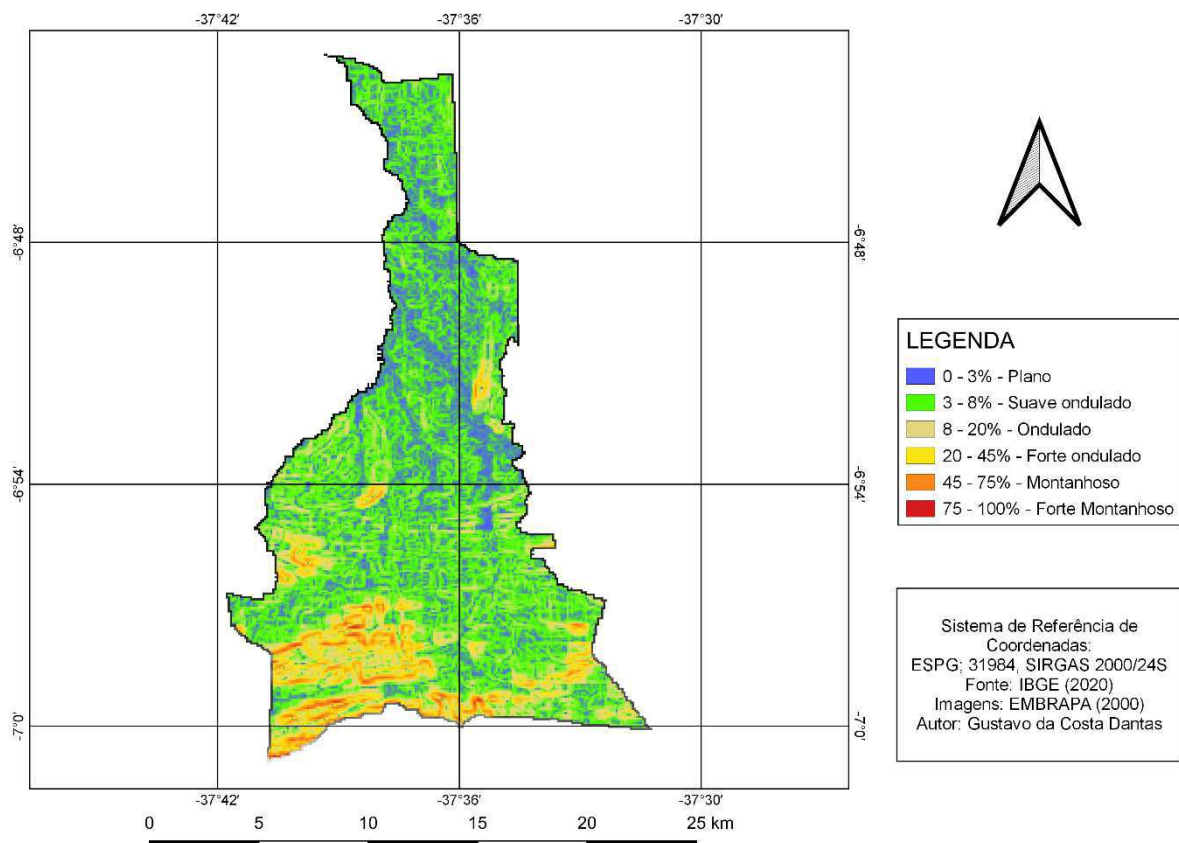 -37°42′ -37°36′ -37°30′
-6°48′ -6°48′
-6°54′ -6°54′
-7°0′ -7°0′
-37°42′ -37°36′ -37°30′
0 5 10 15 20 25 km
LEGENDA
0 - 3% - Plano
3 - 8% - Suave ondulado
8 - 20% - Ondulado
20 - 45% - Forte ondulado
45 - 75% - Montanhoso
75 - 100% - Forte Montanhoso
Sistema de Referência de
Coordenadas:
ESPG; 31984, SIRGAS 2000/24S
Fonte: IBGE (2020)
Imagens: EMBRAPA (2000)
Autor: Gustavo da Costa Dantas